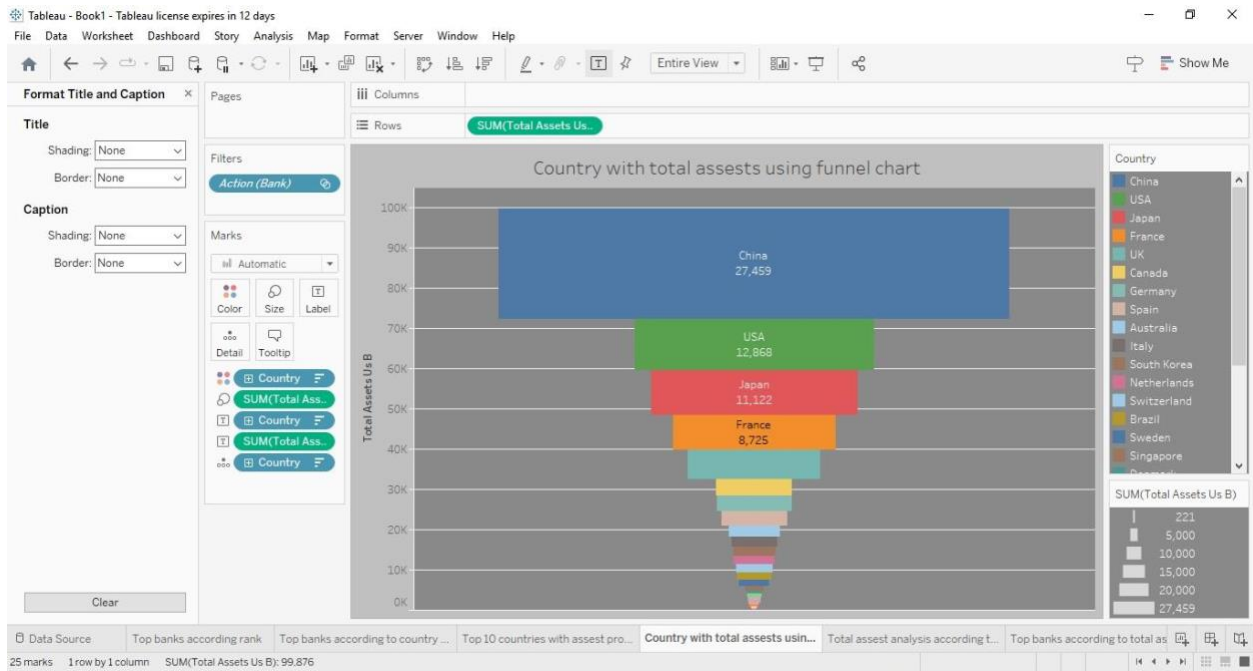 Tableau - Book1 - Tableau license expires in 12 days
File Data Worksheet Dashboard Story Analysis Map Format Server Window Help
Entire View
Show Me
Format Title and Caption
Title
Shading: None
Border: None
Caption
Shading: None
Border: None
Clear
Pages
Filters
Action (Bank)
Marks
Automatic
Color Size Label
Detail Tooltip
Country
SUM(Total Ass..
Country
SUM(Total Ass..
Country
Columns
Rows
SUM(Total Assets Us..
Country with total assests using funnel chart
Total Assets Us B
100K
90K
80K
70K
60K
50K
40K
30K
20K
10K
0K
China
27,459
USA
12,868
Japan
11,122
France
8,725
Country
China
USA
Japan
France
UK
Canada
Germany
Spain
Australia
Italy
South Korea
Netherlands
Switzerland
Brazil
Sweden
Singapore
SUM(Total Assets Us B)
221
5,000
10,000
15,000
20,000
27,459
Data Source Top banks according rank Top banks according to country ... Top 10 countries with assest pro... Country with total assests usin... Total assest analysis according t... Top banks according to total as
25 marks 1 row by 1 column SUM(Total Assets Us B): 99,876